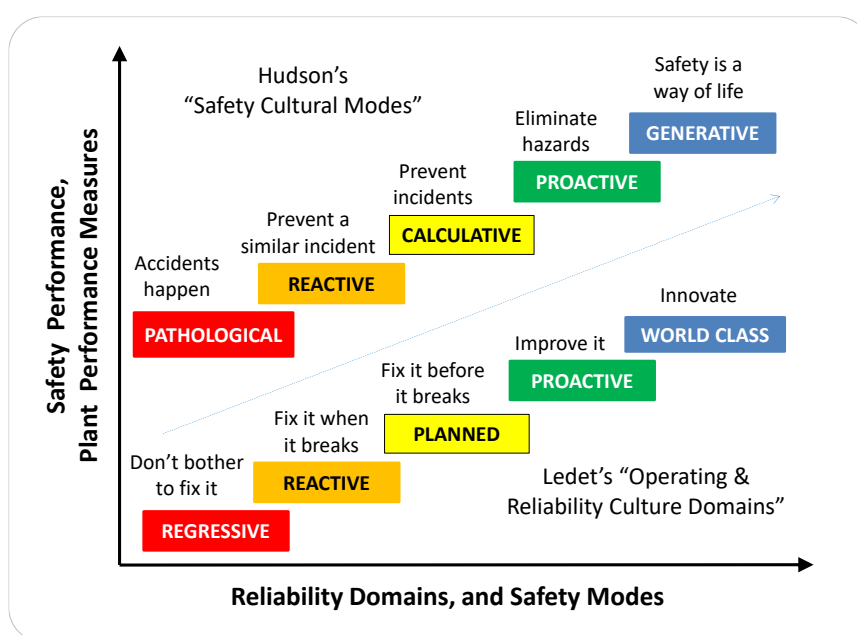 Safety Performance,
Plant Performance Measures
Hudson's
"Safety Cultural Modes"
Safety is a
way of life
GENERATIVE
Eliminate
hazards
PROACTIVE
Prevent
incidents
CALCULATIVE
Prevent a
similar incident
REACTIVE
Accidents
happen
PATHOLOGICAL
Innovate
WORLD CLASS
Improve it
PROACTIVE
Fix it before
it breaks
PLANNED
Fix it when
it breaks
REACTIVE
Don't bother
to fix it
REGRESSIVE
Ledet's "Operating &
Reliability Culture Domains"
Reliability Domains, and Safety Modes